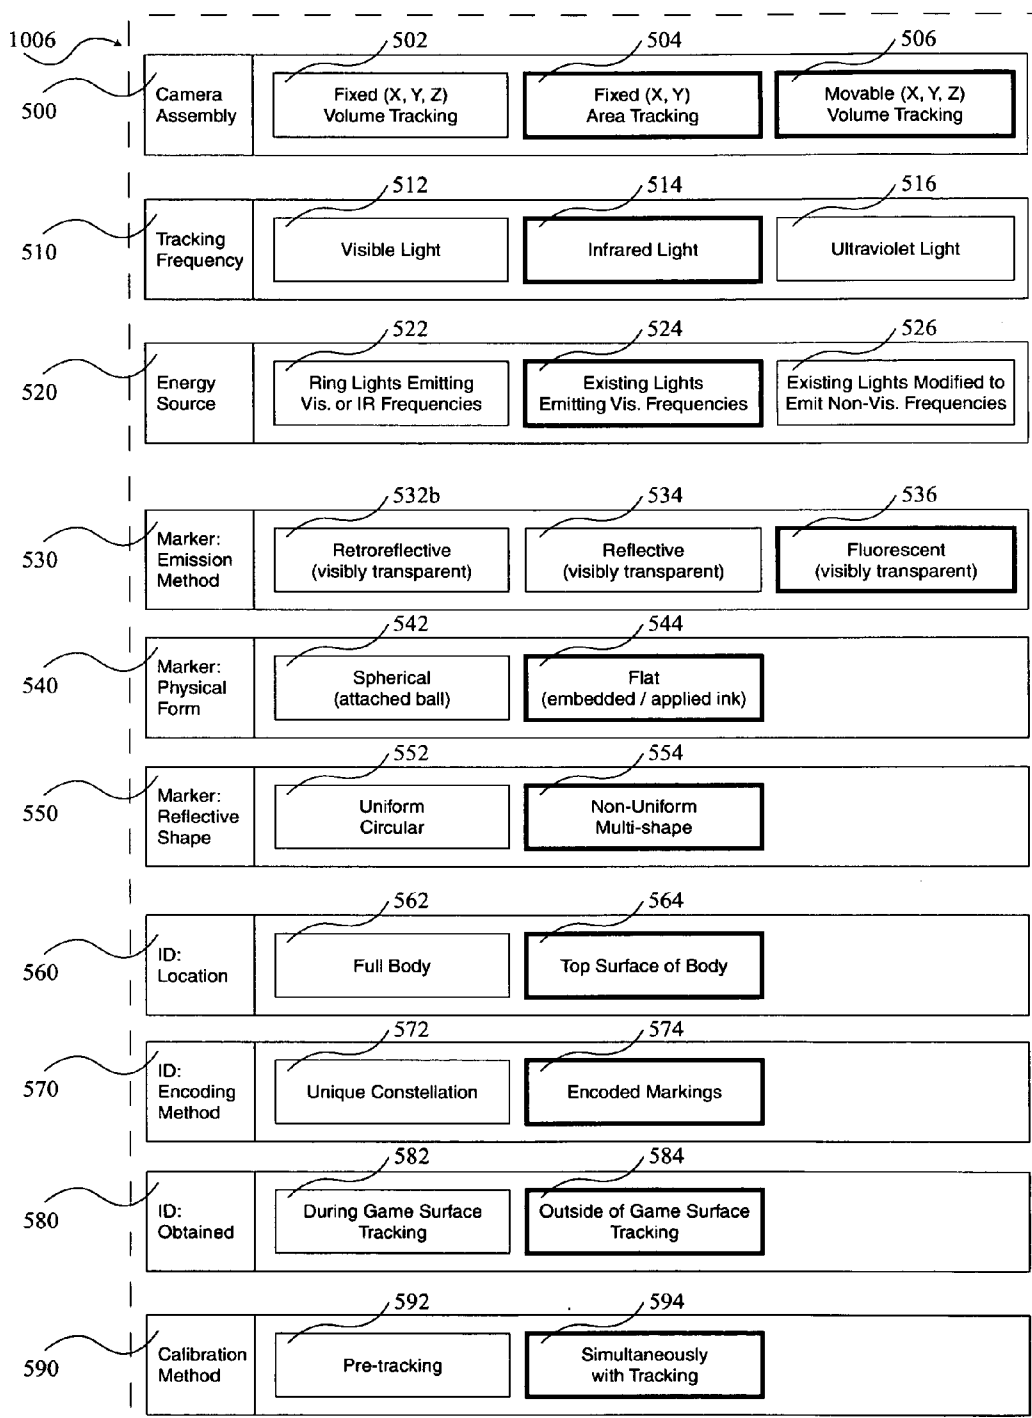 1006
500
Camera
Assembly
502
Fixed (X, Y, Z)
Volume Tracking
504
Fixed (X, Y)
Area Tracking
506
Movable (X, Y, Z)
Volume Tracking
510
Tracking
Frequency
512
Visible Light
514
Infrared Light
516
Ultraviolet Light
520
Energy
Source
522
Ring Lights Emitting
Vis. or IR Frequencies
524
Existing Lights
Emitting Vis. Frequencies
526
Existing Lights Modified to
Emit Non-Vis. Frequencies
530
Marker:
Emission
Method
532b
Retroreflective
(visibly transparent)
534
Reflective
(visibly transparent)
536
Fluorescent
(visibly transparent)
540
Marker:
Physical
Form
542
Spherical
(attached ball)
544
Flat
(embedded / applied ink)
550
Marker:
Reflective
Shape
552
Uniform
Circular
554
Non-Uniform
Multi-shape
560
ID:
Location
562
Full Body
564
Top Surface of Body
570
ID:
Encoding
Method
572
Unique Constellation
574
Encoded Markings
580
ID:
Obtained
582
During Game Surface
Tracking
584
Outside of Game Surface
Tracking
590
Calibration
Method
592
Pre-tracking
594
Simultaneously
with Tracking